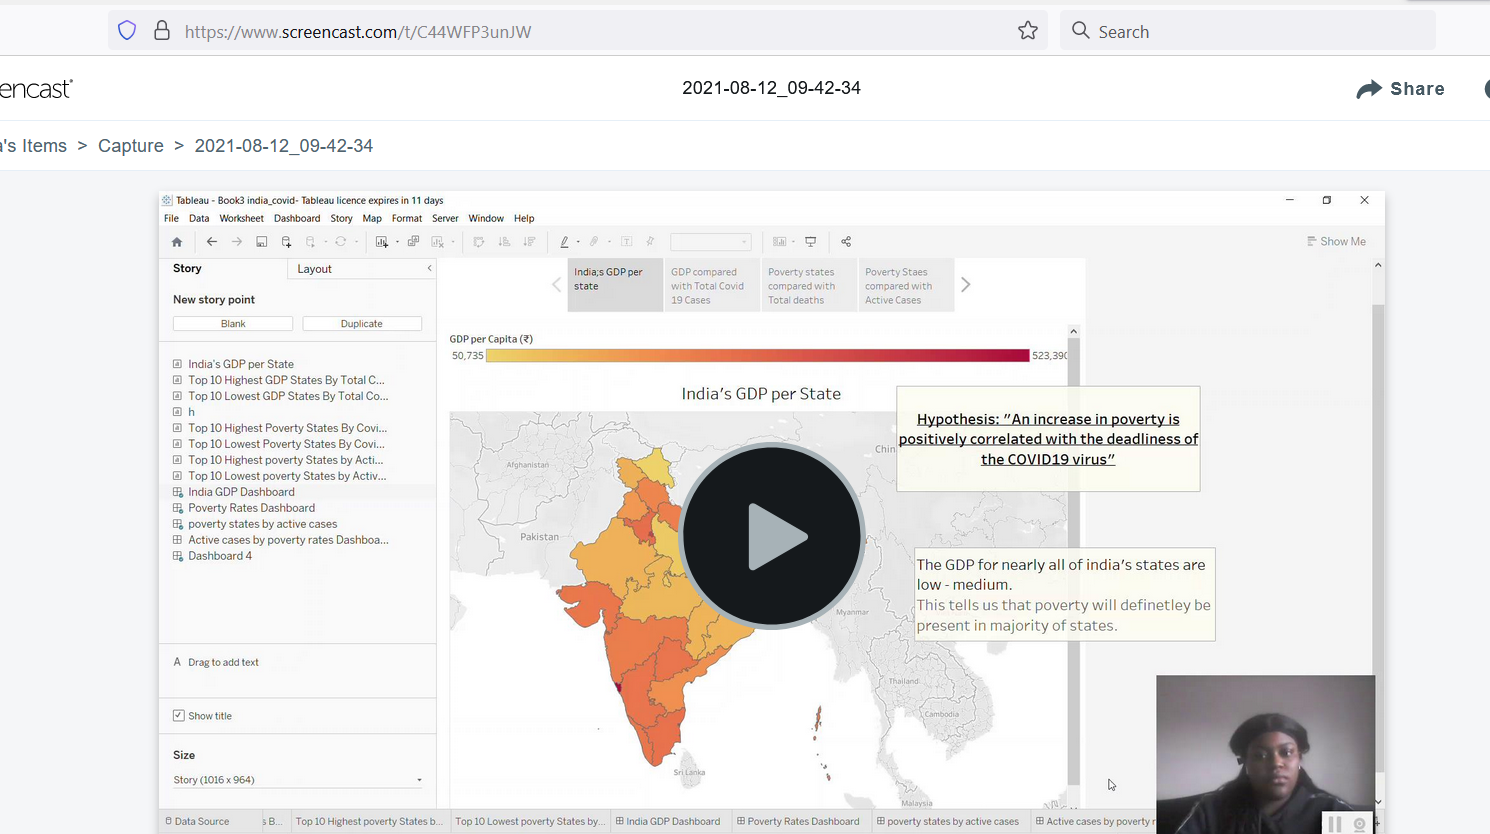 https://www.screencast.com/t/C44WFP3unJW
Search
encast
2021-08-12_09-42-34
Share
's Items > Capture > 2021-08-12_09-42-34
Tableau - Book3 india_covid- Tableau licence expires in 11 days
File Data Worksheet Dashboard Story Map Format Server Window Help
Show Me
Story
Layout
New story point
Blank
Duplicate
India's GDP per State
Top 10 Highest GDP States By Total C...
Top 10 Lowest GDP States By Total Co...
h
Top 10 Highest Poverty States By Covi...
Top 10 Lowest Poverty States By Covi...
Top 10 Highest poverty States by Acti...
Top 10 Lowest poverty States by Activ...
India GDP Dashboard
Poverty Rates Dashboard
poverty states by active cases
Active cases by poverty rates Dashboa...
Dashboard 4
A Drag to add text
Show title
Size
Story (1016 x 964)
India;s GDP per
state
GDP compared
with Total Covid
19 Cases
Poverty states
compared with
Total deaths
Poverty Staes
compared with
Active Cases
GDP per Capita (₹)
50,735
523,390
India's GDP per State
Hypothesis: "An increase in poverty is
positively correlated with the deadliness of
the COVID19 virus"
The GDP for nearly all of india's states are
low - medium.
This tells us that poverty will definetley be
present in majority of states.
Afghanistan
Pakistan
Chin
Myanmar
Thailand
Cambodia
Sri Lanka
Malaysia
Data Source
s B...
Top 10 Highest poverty States b...
Top 10 Lowest poverty States by...
India GDP Dashboard
Poverty Rates Dashboard
poverty states by active cases
Active cases by poverty r